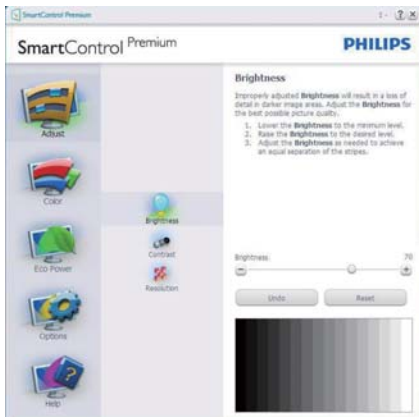 SmartControl Premium
SmartControl Premium
PHILIPS
Adjust
Color
Eco Power
Options
Help
Brightness
Contrast
Resolution
Brightness
Improperly adjusted Brightness will result in a loss of
detail in darker image areas. Adjust the Brightness for
the best possible picture quality.
1. Lower the Brightness to the minimum level.
2. Raise the Brightness to the desired level.
3. Adjust the Brightness as needed to achieve
an equal separation of the stripes.
Brightness 70
Undo Reset